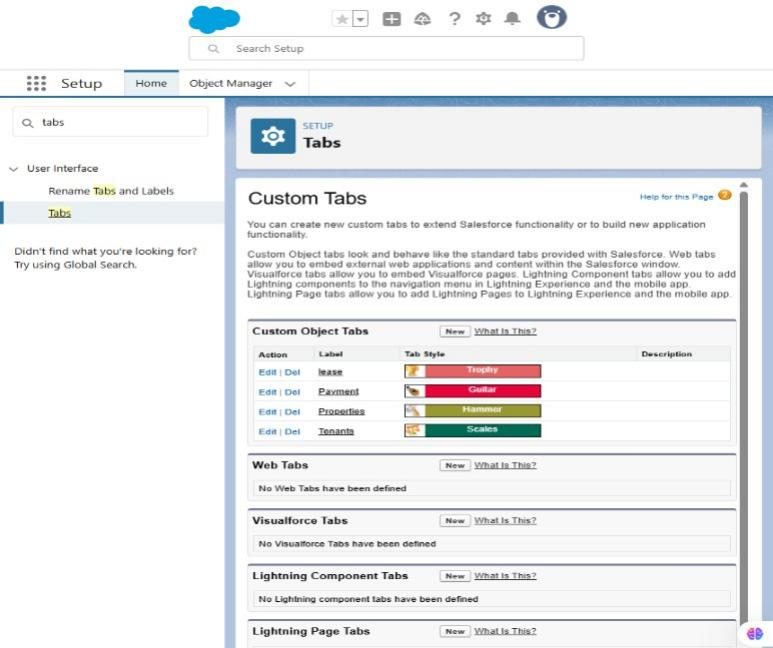 Search Setup
Setup
Home
Object Manager
tabs
User Interface
Rename Tabs and Labels
Tabs
Didn't find what you're looking for?
Try using Global Search.
SETUP
Tabs
Custom Tabs
Help for this Page ?
You can create new custom tabs to extend Salesforce functionality or to build new application
functionality.
Custom Object tabs look and behave like the standard tabs provided with Salesforce. Web tabs
allow you to embed external web applications and content within the Salesforce window.
Visualforce tabs allow you to embed Visualforce pages. Lightning Component tabs allow you to add
Lightning components to the navigation menu in Lightning Experience and the mobile app.
Lightning Page tabs allow you to add Lightning Pages to Lightning Experience and the mobile app.
Custom Object Tabs New What Is This?
Action Label Tab Style Description
Edit | Del lease Trophy
Edit | Del Payment Guitar
Edit | Del Properties Hammer
Edit | Del Tenants Scales
Web Tabs New What Is This?
No Web Tabs have been defined
Visualforce Tabs New What Is This?
No Visualforce Tabs have been defined
Lightning Component Tabs New What Is This?
No Lightning component tabs have been defined
Lightning Page Tabs New What Is This?